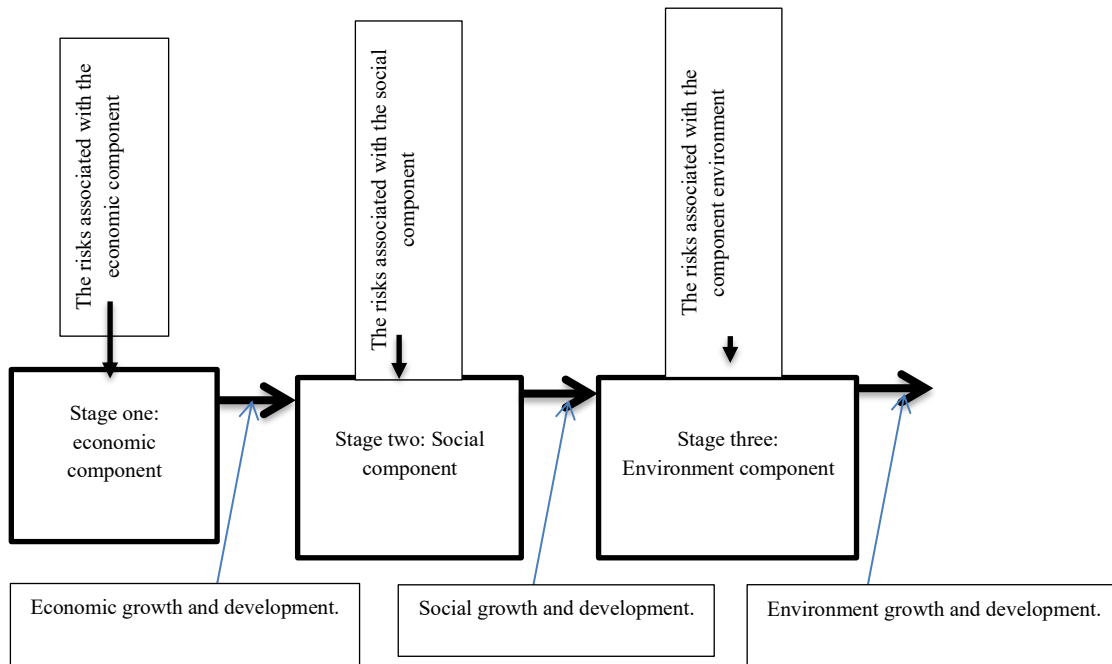 The risks associated with the
economic component
The risks associated with the social
component
The risks associated with the
component environment
Stage one:
economic
component
Stage two: Social
component
Stage three:
Environment component
Economic growth and development.
Social growth and development.
Environment growth and development.